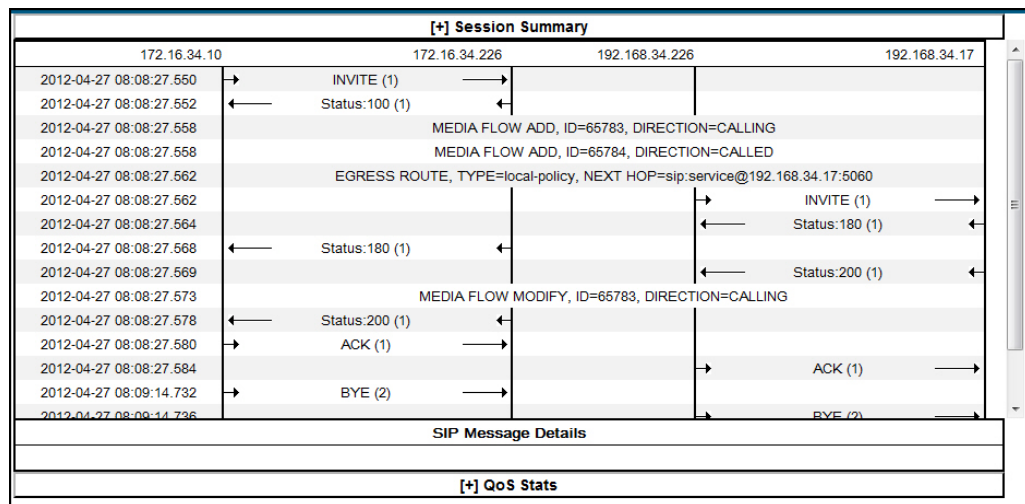 [+] Session Summary
172.16.34.10 172.16.34.226 192.168.34.226 192.168.34.17
2012-04-27 08:08:27.550 INVITE (1)
2012-04-27 08:08:27.552 Status:100 (1)
2012-04-27 08:08:27.558 MEDIA FLOW ADD, ID=65783, DIRECTION=CALLING
2012-04-27 08:08:27.558 MEDIA FLOW ADD, ID=65784, DIRECTION=CALLED
2012-04-27 08:08:27.562 EGRESS ROUTE, TYPE=local-policy, NEXT HOP=sip:service@192.168.34.17:5060
2012-04-27 08:08:27.562 INVITE (1)
2012-04-27 08:08:27.564 Status:180 (1)
2012-04-27 08:08:27.568 Status:180 (1)
2012-04-27 08:08:27.569 Status:200 (1)
2012-04-27 08:08:27.573 MEDIA FLOW MODIFY, ID=65783, DIRECTION=CALLING
2012-04-27 08:08:27.578 Status:200 (1)
2012-04-27 08:08:27.580 ACK (1)
2012-04-27 08:08:27.584 ACK (1)
2012-04-27 08:09:14.732 BYE (2)
2012-04-27 08:09:14.736 BYE (2)
SIP Message Details
[+] QoS Stats